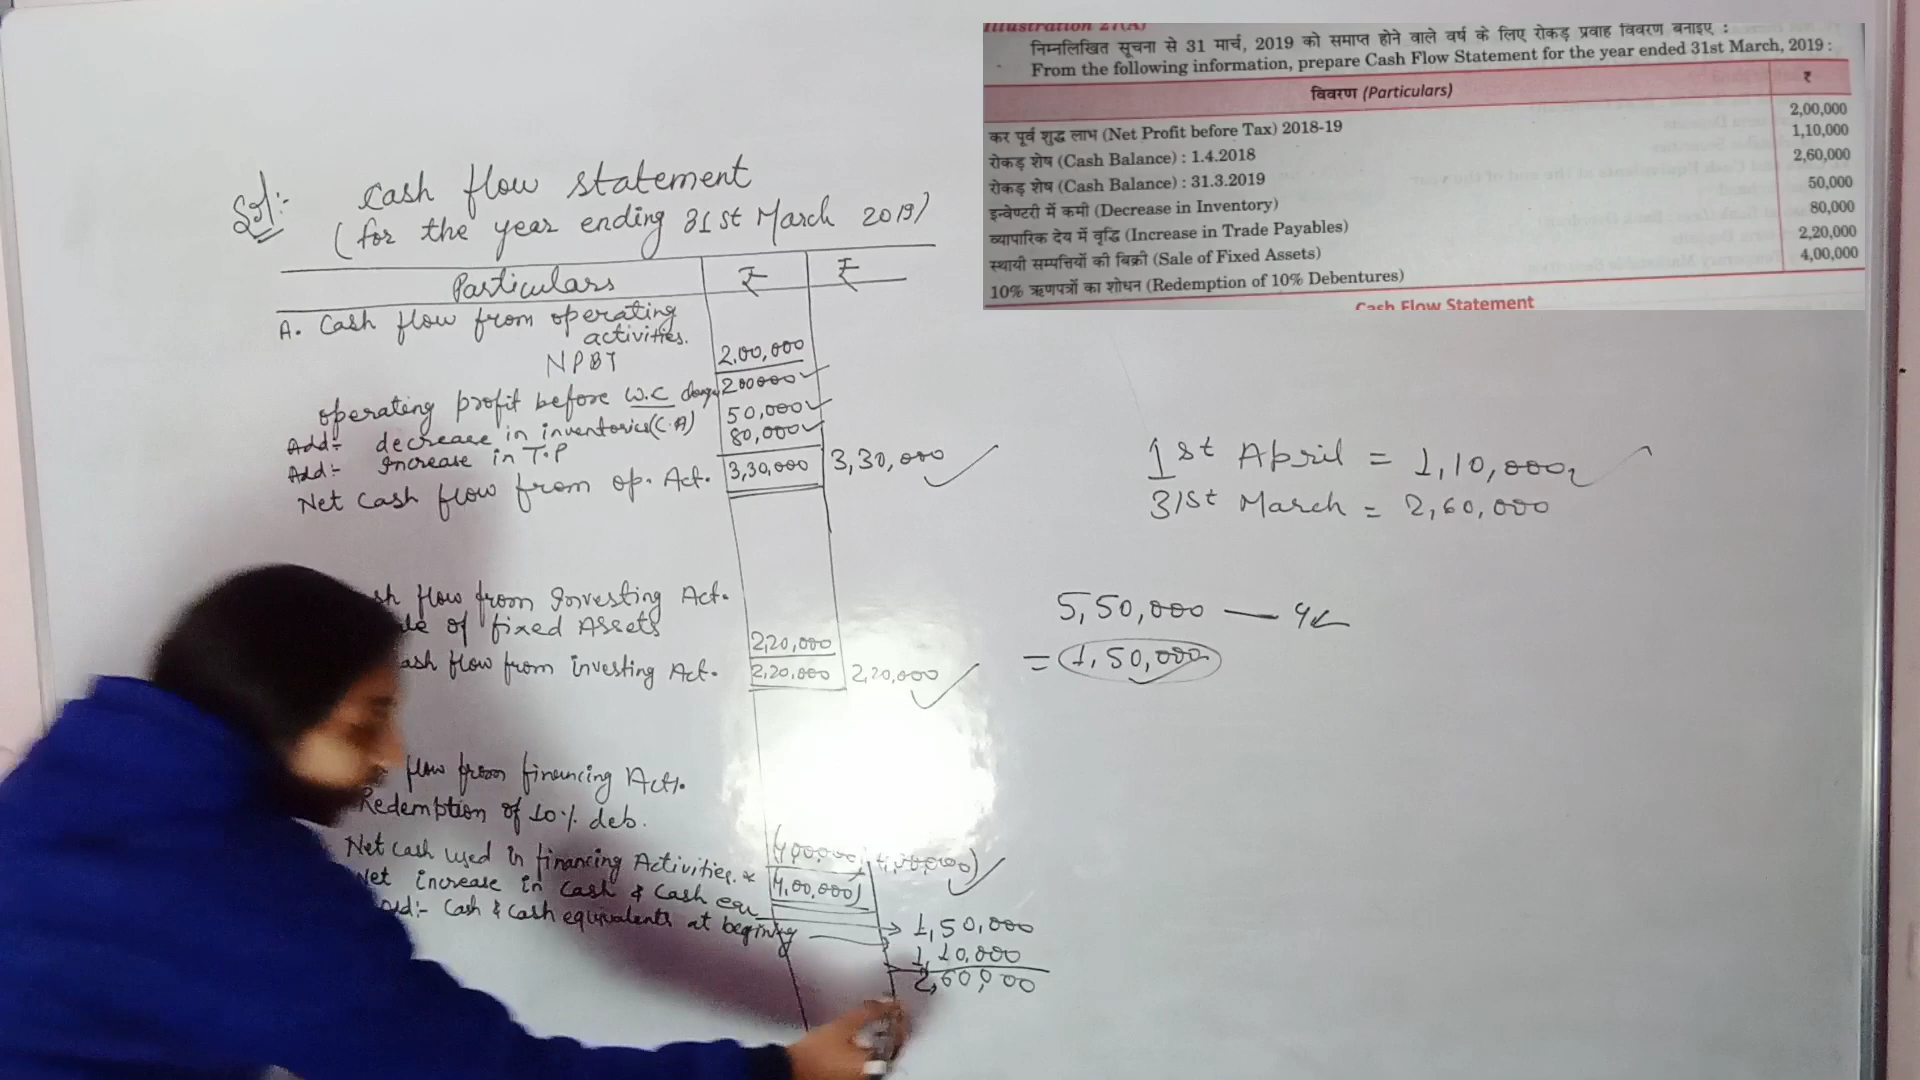 Illustration 27(A)
निम्नलिखित सूचना से 31 मार्च, 2019 को समाप्त होने वाले वर्ष के लिए रोकड़ प्रवाह विवरण बनाइए :
From the following information, prepare Cash Flow Statement for the year ended 31st March, 2019 :
विवरण (Particulars) ₹
कर पूर्व शुद्ध लाभ (Net Profit before Tax) 2018-19 2,00,000
रोकड़ शेष (Cash Balance) : 1.4.2018 1,10,000
रोकड़ शेष (Cash Balance) : 31.3.2019 2,60,000
इन्वेण्टरी में कमी (Decrease in Inventory) 50,000
व्यापारिक देय में वृद्धि (Increase in Trade Payables) 80,000
स्थायी सम्पत्तियों की बिक्री (Sale of Fixed Assets) 2,20,000
10% ऋणपत्रों का शोधन (Redemption of 10% Debentures) 4,00,000
Cash Flow Statement
Sol:-
Cash flow statement
(for the year ending 31st March 2019)
Particulars ₹ ₹
A. Cash flow from operating
activities.
NPBT 2,00,000
operating profit before W.C 200000
Add:- decrease in inventories(C.A) 50,000
Add:- Increase in T.P 80,000
Net Cash flow from op. Act. 3,30,000 3,30,000
sh flow from Investing Act.
le of fixed Assets 2,20,000
ash flow from investing Act. 2,20,000 2,20,000
flow from financing Act.
Redemption of 10% deb.
Net cash used in financing Activities. (4,00,000)
et increase in cash & cash equ 1,50,000
dd:- Cash & cash equivalents at begining 1,10,000
2,60,000
1st April = 1,10,000
31st March = 2,60,000
5,50,000 — 4L
= 1,50,000